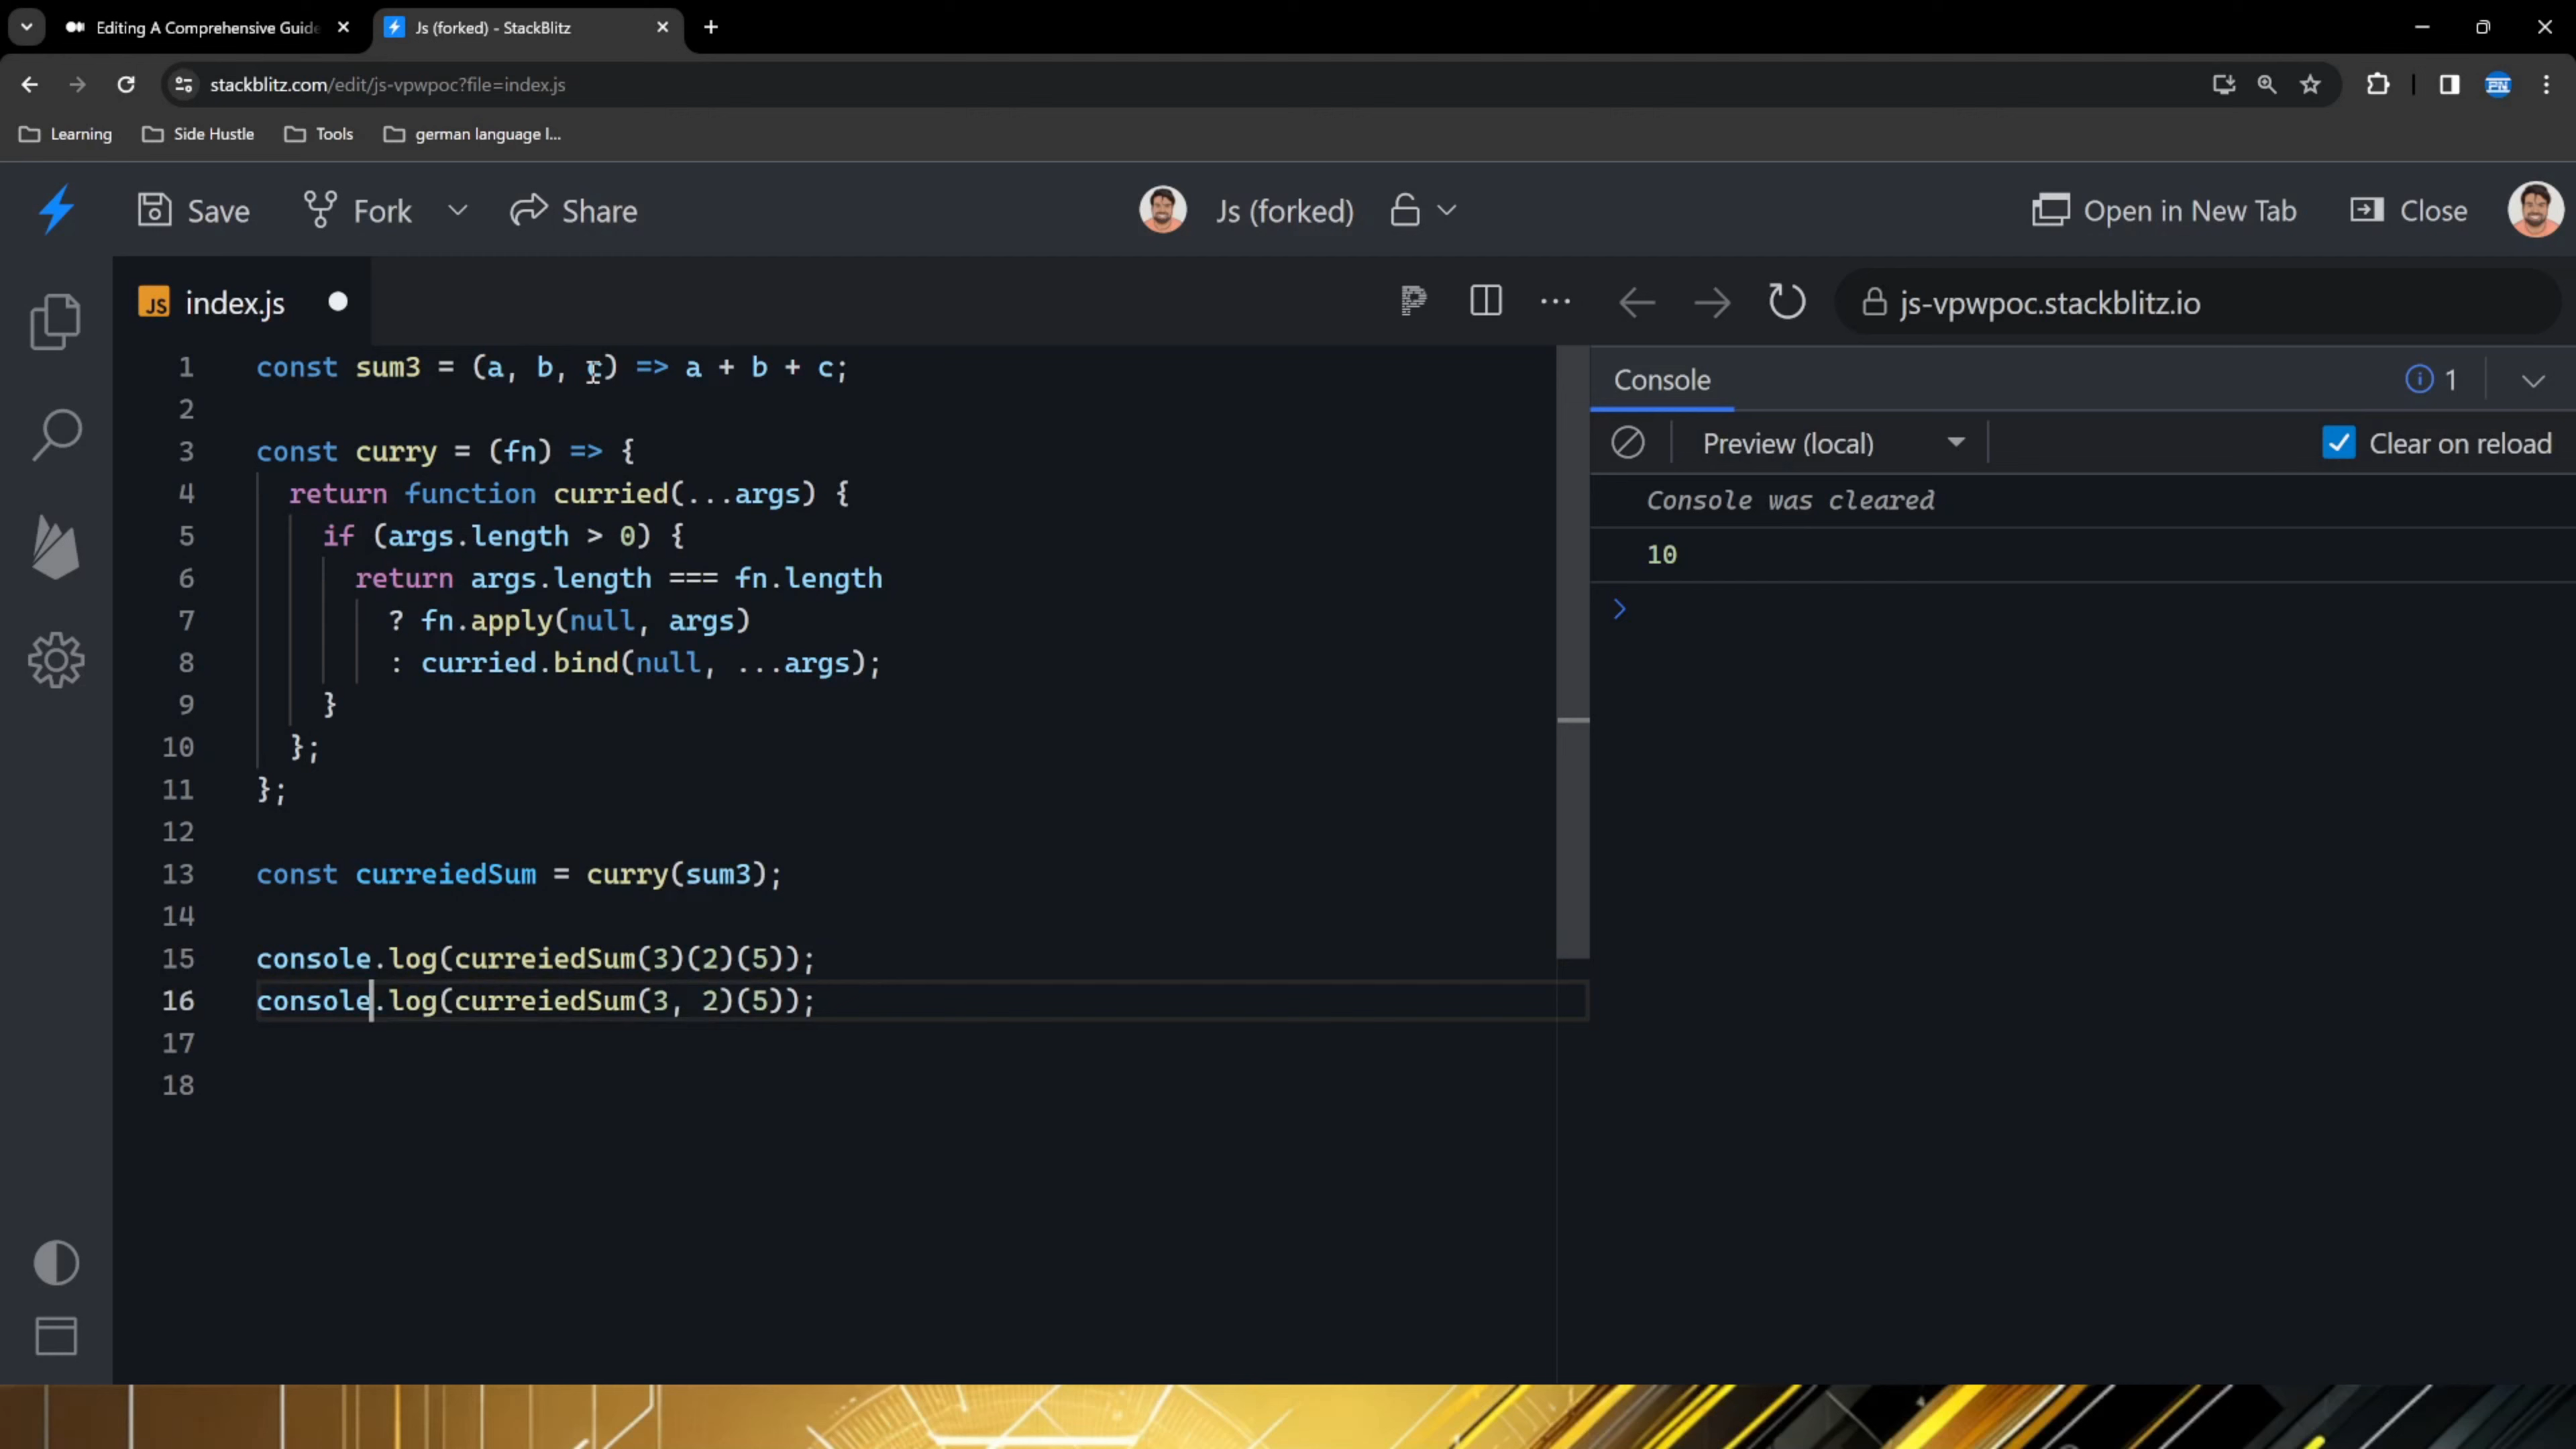 Editing A Comprehensive Guide
Js (forked) - StackBlitz
stackblitz.com/edit/js-vpwpoc?file=index.js
Learning
Side Hustle
Tools
german language l...
Save
Fork
Share
Js (forked)
Open in New Tab
Close
JS index.js
js-vpwpoc.stackblitz.io
1 const sum3 = (a, b, c) => a + b + c;
2
3 const curry = (fn) => {
4 return function curried(...args) {
5 if (args.length > 0) {
6 return args.length === fn.length
7 ? fn.apply(null, args)
8 : curried.bind(null, ...args);
9 }
10 };
11 };
12
13 const curreiedSum = curry(sum3);
14
15 console.log(curreiedSum(3)(2)(5));
16 console.log(curreiedSum(3, 2)(5));
17
18
Console
1
Preview (local)
Clear on reload
Console was cleared
10